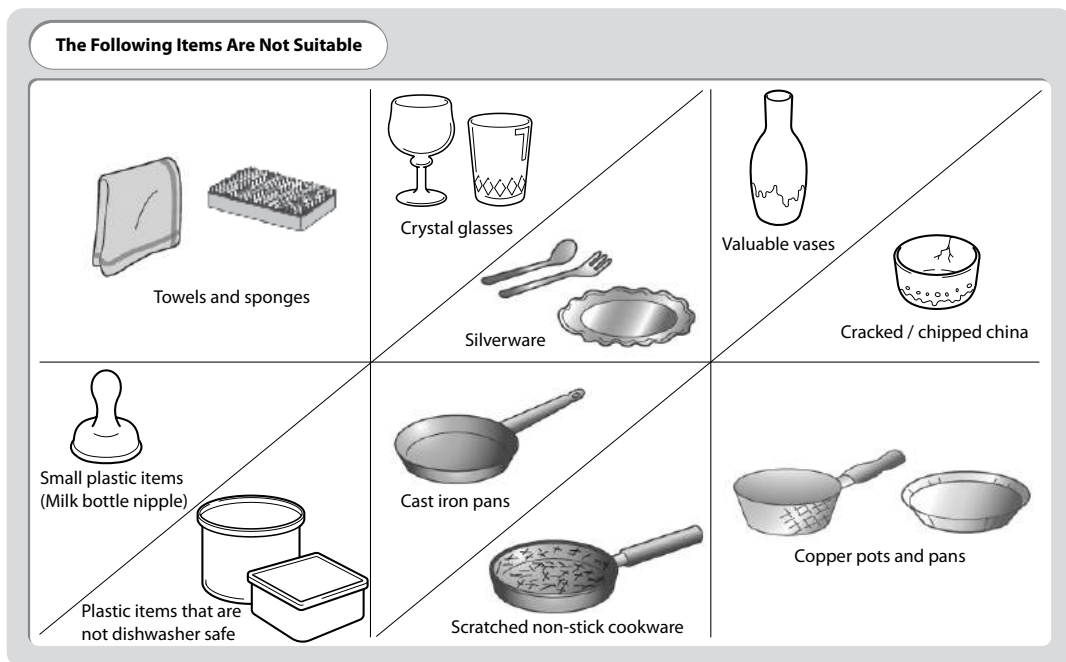 The Following Items Are Not Suitable
Towels and sponges
Crystal glasses
Silverware
Valuable vases
Cracked / chipped china
Small plastic items
(Milk bottle nipple)
Plastic items that are
not dishwasher safe
Cast iron pans
Scratched non-stick cookware
Copper pots and pans